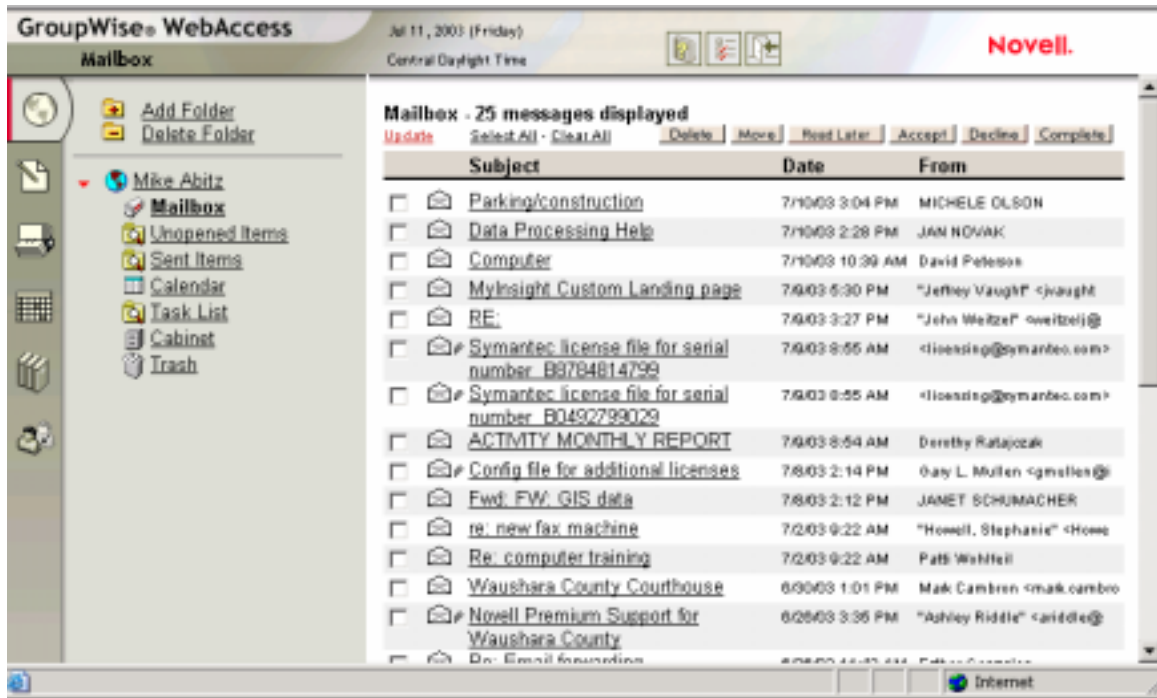 GroupWise® WebAccess
Mailbox
Jul 11, 2003 (Friday)
Central Daylight Time
Novell.
Add Folder
Delete Folder
Mike Abitz
Mailbox
Unopened Items
Sent Items
Calendar
Task List
Cabinet
Trash
Mailbox - 25 messages displayed
Update Select All - Clear All Delete Move Read Later Accept Decline Complete
Subject Date From
Parking/construction 7/10/03 3:04 PM MICHELE OLSON
Data Processing Help 7/10/03 2:28 PM JAN NOVAK
Computer 7/10/03 10:39 AM David Peterson
MyInsight Custom Landing page 7/9/03 5:30 PM "Jeffrey Vaught" <jvaught
RE: 7/9/03 3:27 PM "John Weitzel" <weitzelj@
Symantec license file for serial 7/9/03 8:55 AM <licensing@symantec.com>
number B8784814799
Symantec license file for serial 7/9/03 8:55 AM <licensing@symantec.com>
number B0492799029
ACTIVITY MONTHLY REPORT 7/9/03 8:54 AM Dorothy Ratajczak
Config file for additional licenses 7/8/03 2:14 PM Gary L. Mullen <gmullen@i
Fwd: FW: GIS data 7/8/03 2:12 PM JANET SCHUMACHER
re: new fax machine 7/2/03 9:22 AM "Howell, Stephanie" <Howe
Re: computer training 7/2/03 9:22 AM Patti Wohlfeil
Waushara County Courthouse 6/30/03 1:01 PM Mark Cambron <mark.cambro
Novell Premium Support for 6/26/03 3:35 PM "Ashley Riddle" <ariddle@
Waushara County
Re: Email forwarding
Internet